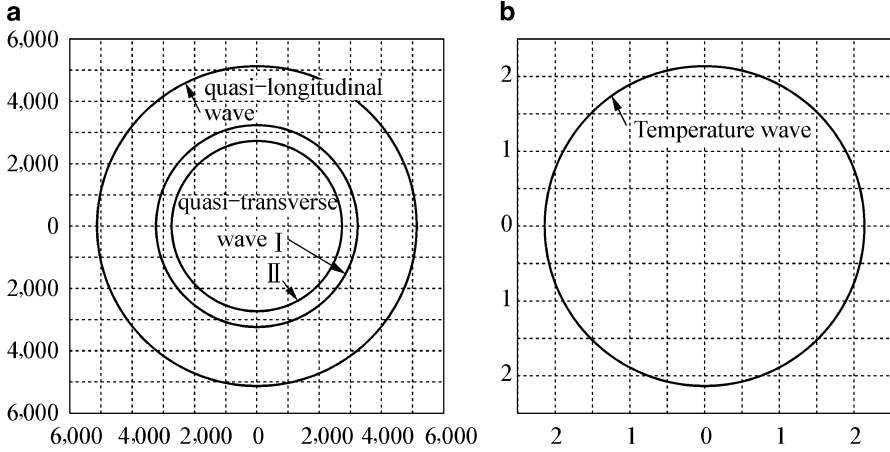 a
6,000
4,000
2,000
0
2,000
4,000
6,000
6,000 4,000 2,000 0 2,000 4,000 6,000
quasi-longitudinal
wave
quasi-transverse
wave I
II
b
2
1
0
1
2
2 1 0 1 2
Temperature wave